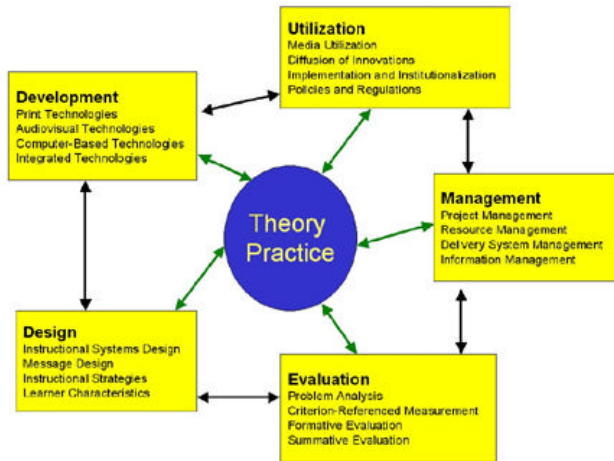 Utilization
Media Utilization
Diffusion of Innovations
Implementation and Institutionalization
Policies and Regulations
Development
Print Technologies
Audiovisual Technologies
Computer-Based Technologies
Integrated Technologies
Theory
Practice
Management
Project Management
Resource Management
Delivery System Management
Information Management
Design
Instructional Systems Design
Message Design
Instructional Strategies
Learner Characteristics
Evaluation
Problem Analysis
Criterion-Referenced Measurement
Formative Evaluation
Summative Evaluation